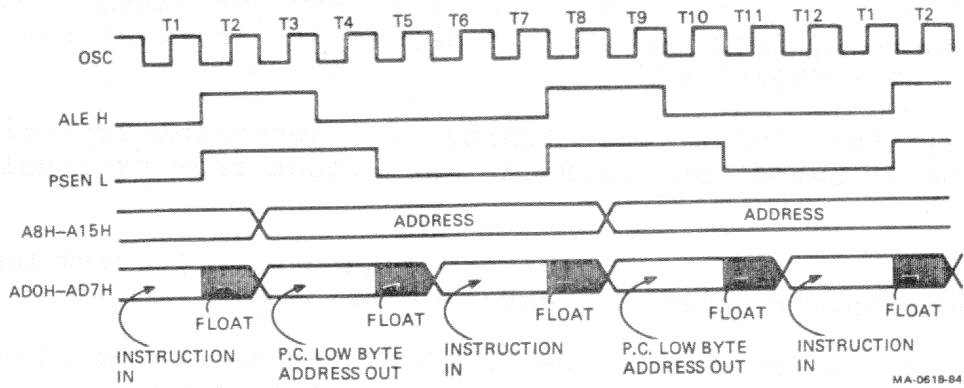 T1 T2 T3 T4 T5 T6 T7 T8 T9 T10 T11 T12 T1 T2
OSC
ALE H
PSEN L
A8H–A15H ADDRESS ADDRESS
AD0H–AD7H
FLOAT FLOAT FLOAT FLOAT FLOAT
INSTRUCTION IN
P.C. LOW BYTE ADDRESS OUT
INSTRUCTION IN
P.C. LOW BYTE ADDRESS OUT
INSTRUCTION IN
MA-0618-84